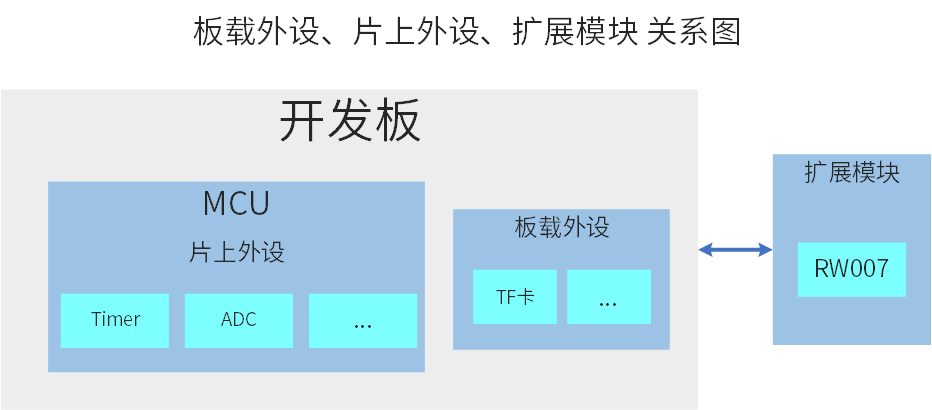 板载外设、片上外设、扩展模块 关系图
开发板
MCU
片上外设
Timer
ADC
...
板载外设
TF卡
...
扩展模块
RW007